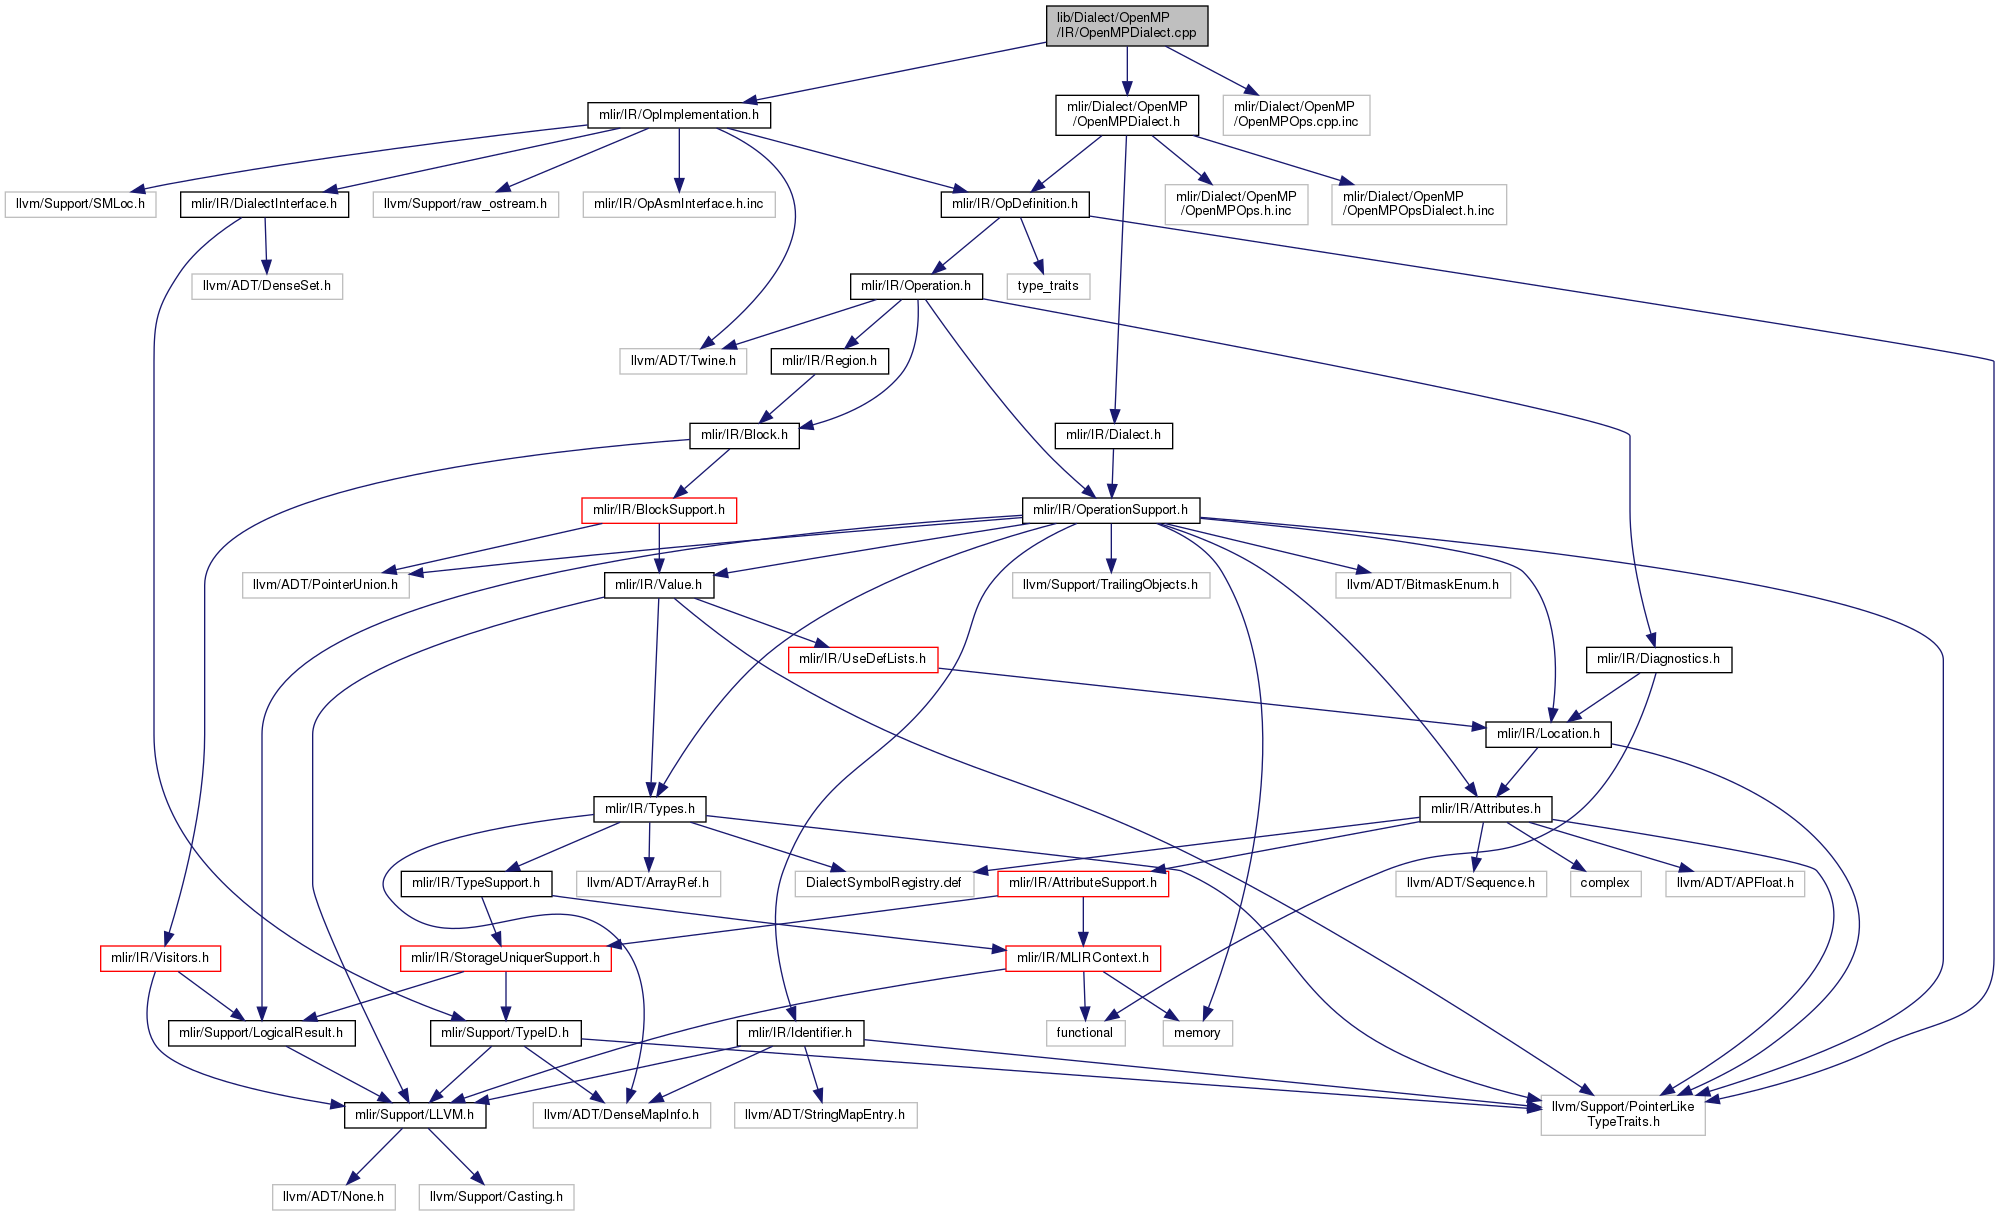 lib/Dialect/OpenMP
/IR/OpenMPDialect.cpp
mlir/IR/OpImplementation.h
mlir/Dialect/OpenMP
/OpenMPDialect.h
mlir/Dialect/OpenMP
/OpenMPOps.cpp.inc
llvm/Support/SMLoc.h
mlir/IR/DialectInterface.h
llvm/Support/raw_ostream.h
mlir/IR/OpAsmInterface.h.inc
mlir/IR/OpDefinition.h
mlir/Dialect/OpenMP
/OpenMPOps.h.inc
mlir/Dialect/OpenMP
/OpenMPOpsDialect.h.inc
llvm/ADT/DenseSet.h
mlir/IR/Operation.h
type_traits
llvm/ADT/Twine.h
mlir/IR/Region.h
mlir/IR/Block.h
mlir/IR/Dialect.h
mlir/IR/BlockSupport.h
mlir/IR/OperationSupport.h
llvm/ADT/PointerUnion.h
mlir/IR/Value.h
llvm/Support/TrailingObjects.h
llvm/ADT/BitmaskEnum.h
mlir/IR/UseDefLists.h
mlir/IR/Diagnostics.h
mlir/IR/Location.h
mlir/IR/Types.h
mlir/IR/Attributes.h
mlir/IR/TypeSupport.h
llvm/ADT/ArrayRef.h
DialectSymbolRegistry.def
mlir/IR/AttributeSupport.h
llvm/ADT/Sequence.h
complex
llvm/ADT/APFloat.h
mlir/IR/Visitors.h
mlir/IR/StorageUniquerSupport.h
mlir/IR/MLIRContext.h
mlir/Support/LogicalResult.h
mlir/Support/TypeID.h
mlir/IR/Identifier.h
functional
memory
mlir/Support/LLVM.h
llvm/ADT/DenseMapInfo.h
llvm/ADT/StringMapEntry.h
llvm/Support/PointerLike
TypeTraits.h
llvm/ADT/None.h
llvm/Support/Casting.h